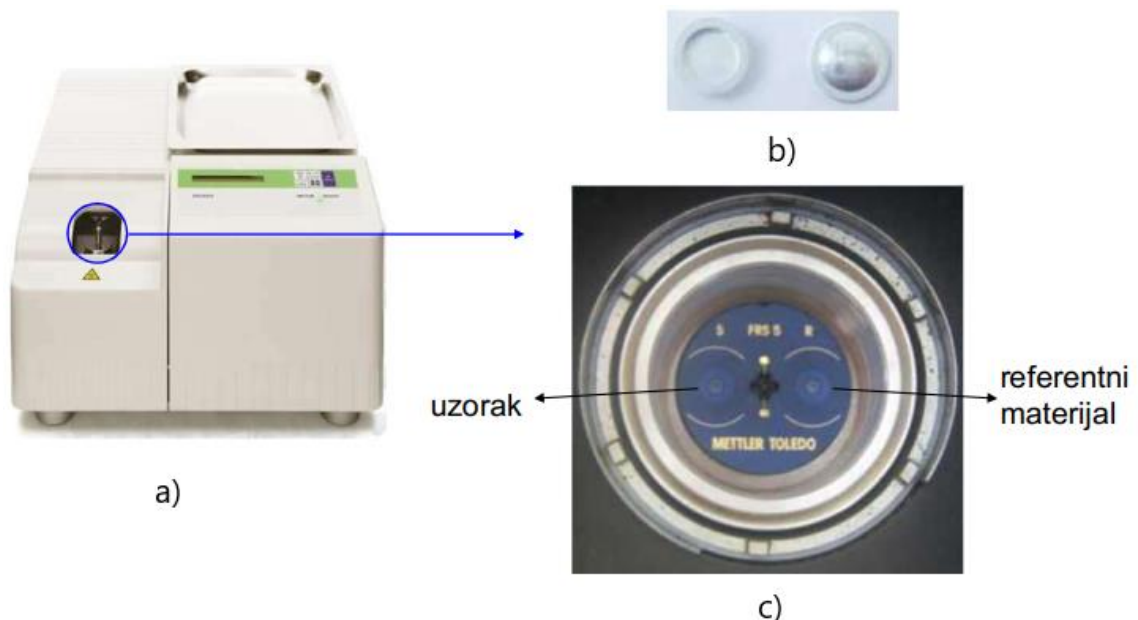 b)
S FRS 5 R
METTLER TOLEDO
uzorak
referentni
materijal
a)
c)